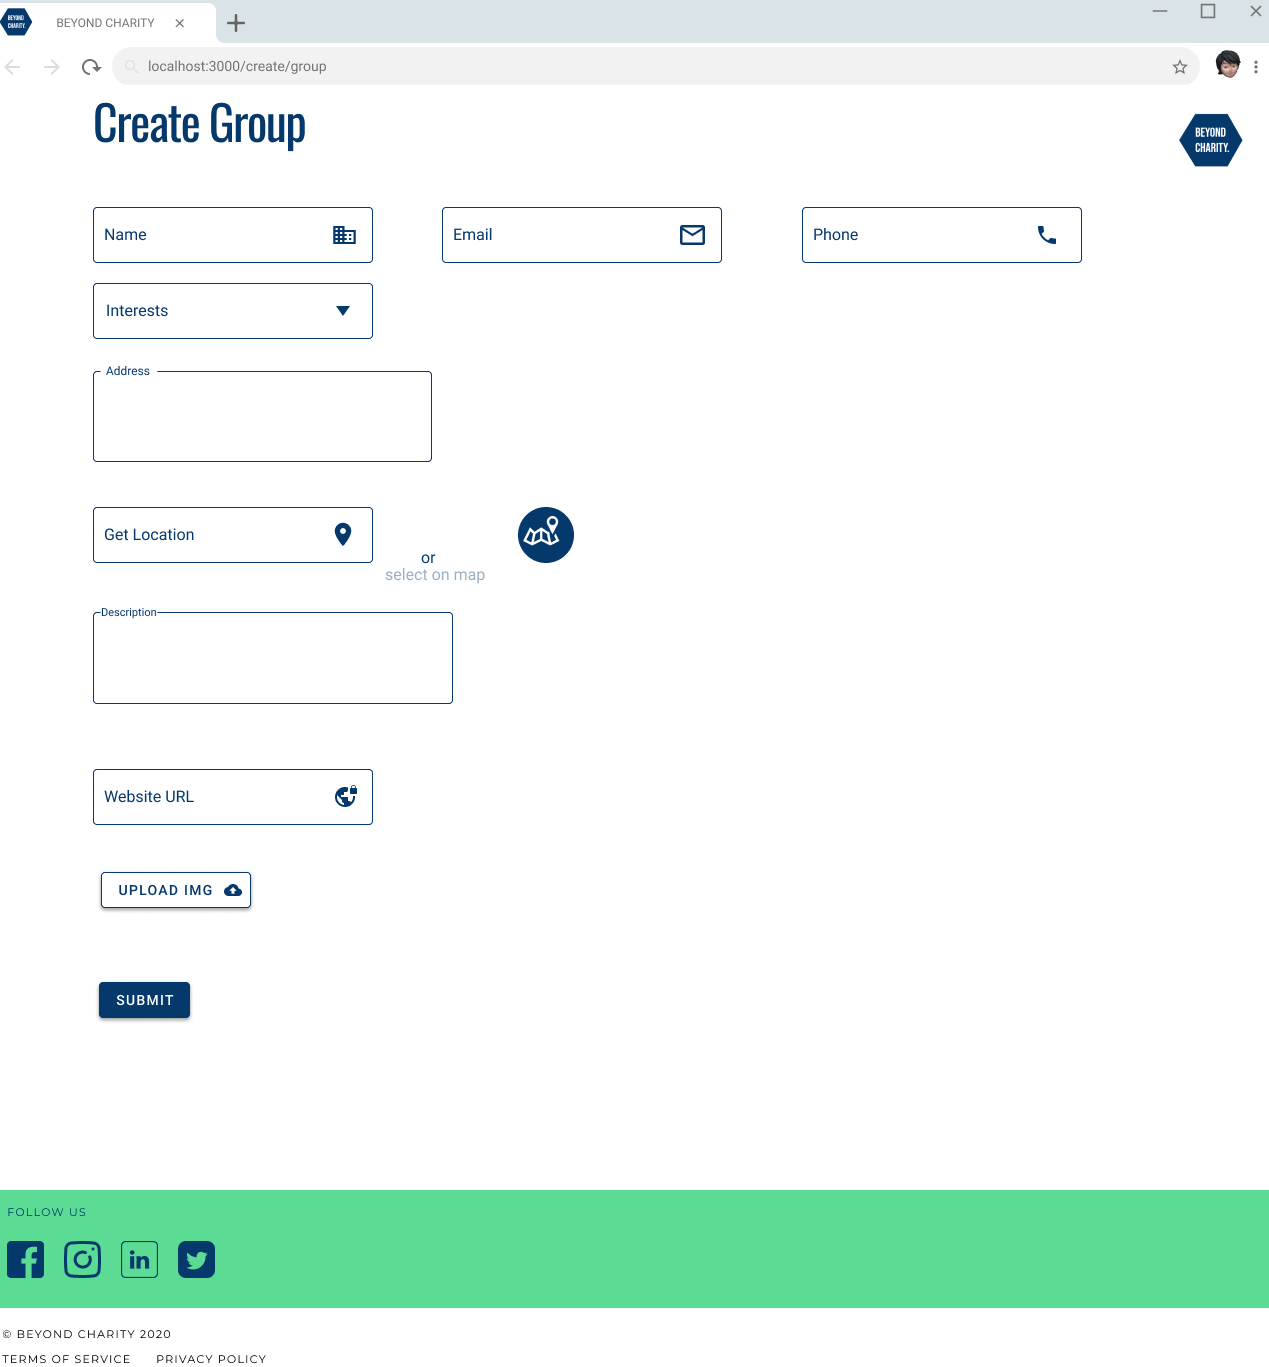 BEYOND CHARITY.
BEYOND CHARITY
localhost:3000/create/group
Create Group
BEYOND
CHARITY.
Name
Email
Phone
Interests
Address
Get Location
or
select on map
Description
Website URL
UPLOAD IMG
SUBMIT
FOLLOW US
© BEYOND CHARITY 2020
TERMS OF SERVICE PRIVACY POLICY